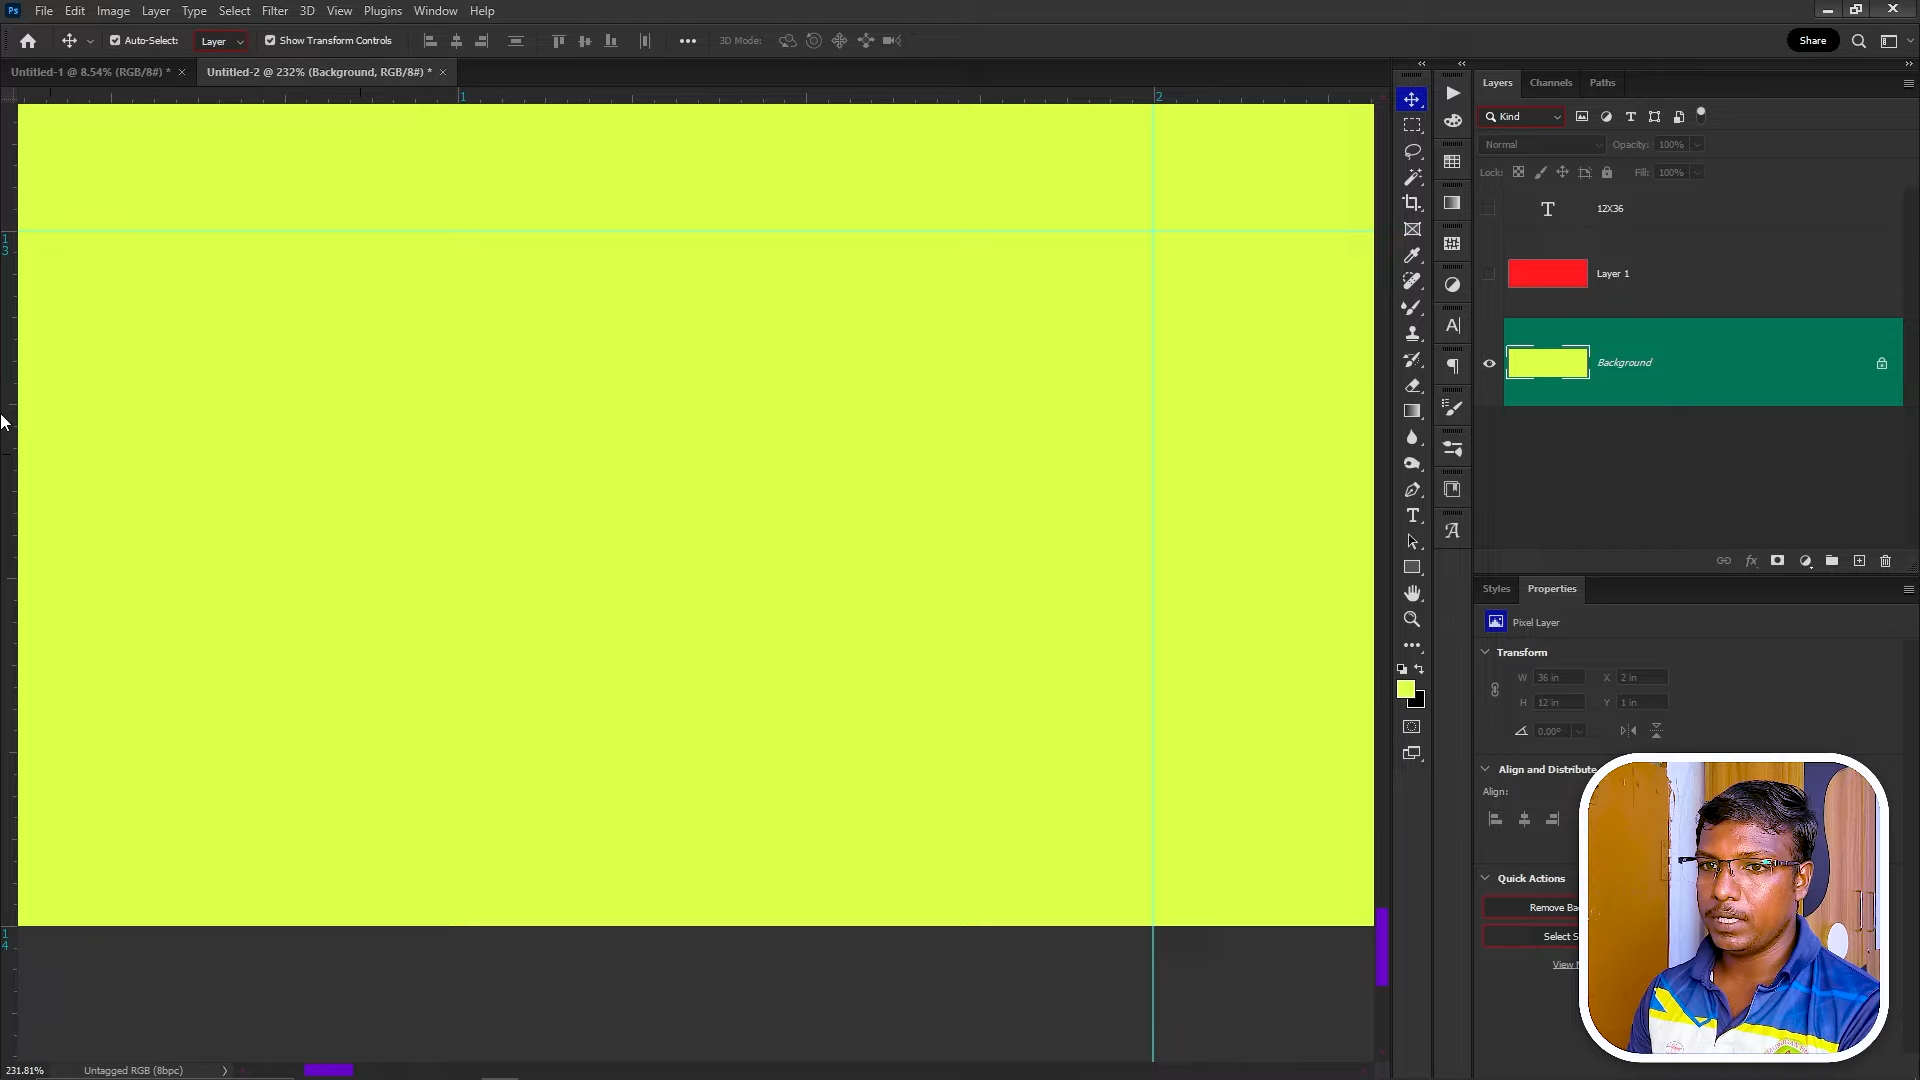 Ps File Edit Image Layer Type Select Filter 3D View Plugins Window Help
Auto-Select: Layer Show Transform Controls 3D Mode: Share
Untitled-1 @ 8.54% (RGB/8#) * × Untitled-2 @ 232% (Background, RGB/8#) * ×
1 2
13
14
Layers Channels Paths
Kind
Normal Opacity: 100%
Lock: Fill: 100%
12X36
Layer 1
Background
Styles Properties
Pixel Layer
Transform
W 36 in X 2 in
H 12 in Y 1 in
0.00°
Align and Distribute
Align:
Quick Actions
Remove Ba
Select S
View
231.81% Untagged RGB (8bpc)